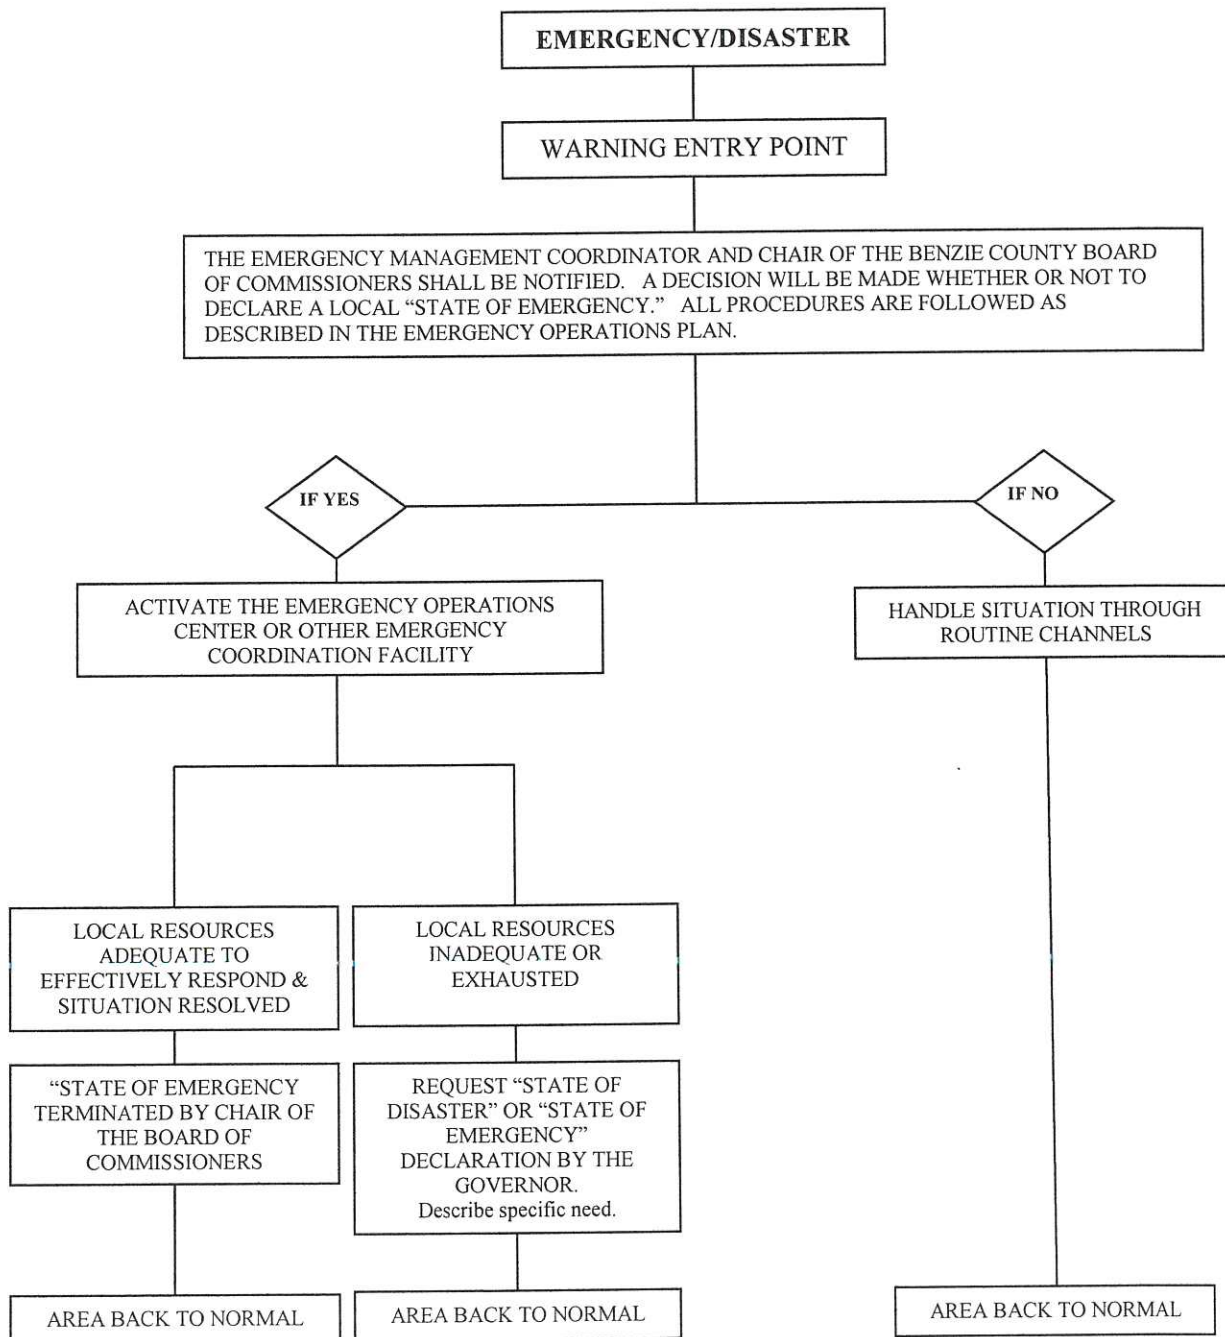 EMERGENCY/DISASTER
WARNING ENTRY POINT
THE EMERGENCY MANAGEMENT COORDINATOR AND CHAIR OF THE BENZIE COUNTY BOARD
OF COMMISSIONERS SHALL BE NOTIFIED. A DECISION WILL BE MADE WHETHER OR NOT TO
DECLARE A LOCAL “STATE OF EMERGENCY.” ALL PROCEDURES ARE FOLLOWED AS
DESCRIBED IN THE EMERGENCY OPERATIONS PLAN.
IF YES
IF NO
ACTIVATE THE EMERGENCY OPERATIONS
CENTER OR OTHER EMERGENCY
COORDINATION FACILITY
HANDLE SITUATION THROUGH
ROUTINE CHANNELS
LOCAL RESOURCES
ADEQUATE TO
EFFECTIVELY RESPOND &
SITUATION RESOLVED
LOCAL RESOURCES
INADEQUATE OR
EXHAUSTED
“STATE OF EMERGENCY
TERMINATED BY CHAIR OF
THE BOARD OF
COMMISSIONERS
REQUEST “STATE OF
DISASTER” OR “STATE OF
EMERGENCY”
DECLARATION BY THE
GOVERNOR.
Describe specific need.
AREA BACK TO NORMAL
AREA BACK TO NORMAL
AREA BACK TO NORMAL